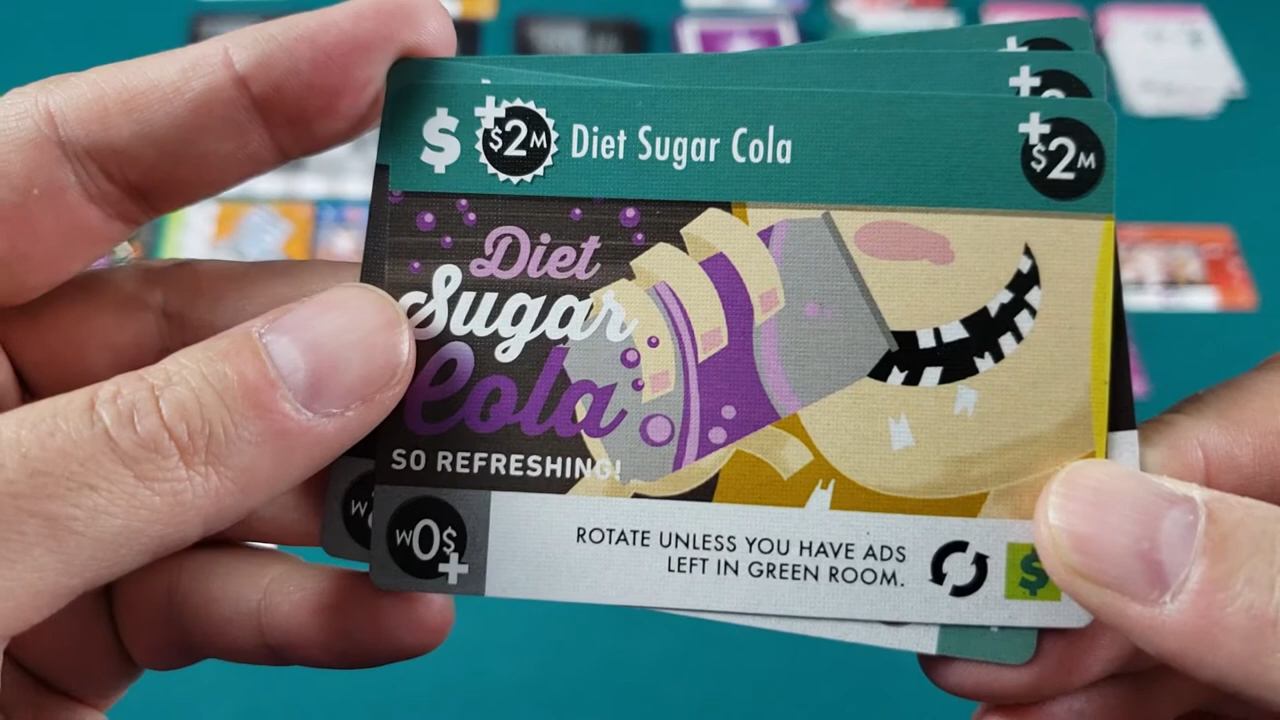 $ +$2M Diet Sugar Cola +$2M
Diet
Sugar
Cola
SO REFRESHING!
+$0M
ROTATE UNLESS YOU HAVE ADS
LEFT IN GREEN ROOM.
$